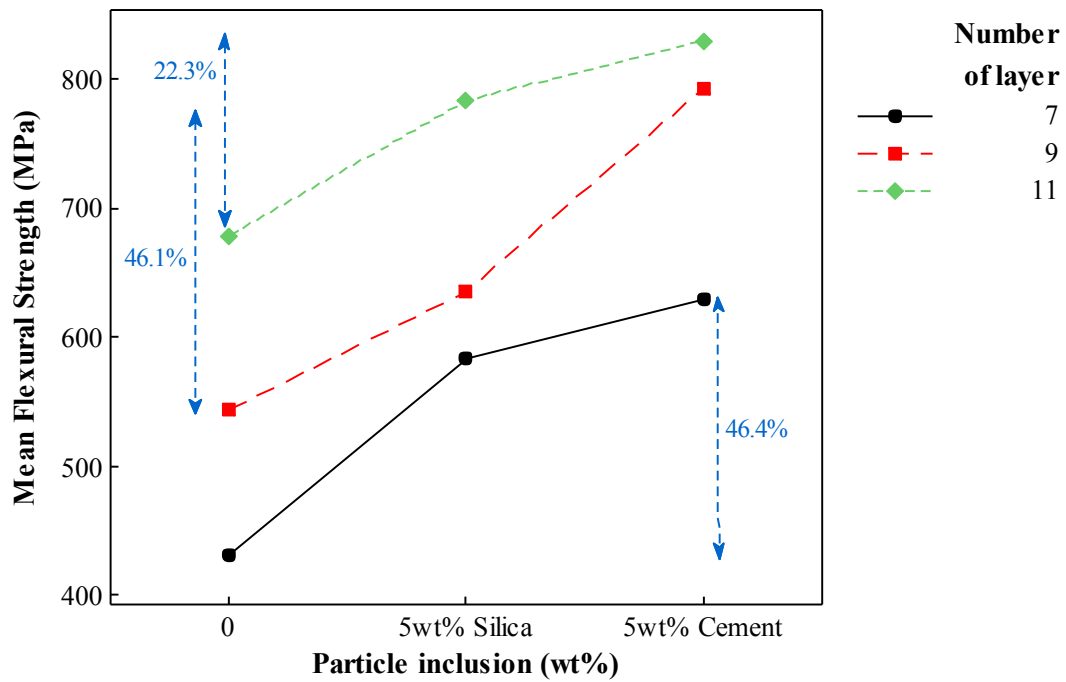 Mean Flexural Strength (MPa)
800
700
600
500
400
22.3%
46.1%
46.4%
0
5wt% Silica
5wt% Cement
Particle inclusion (wt%)
Number
of layer
7
9
11